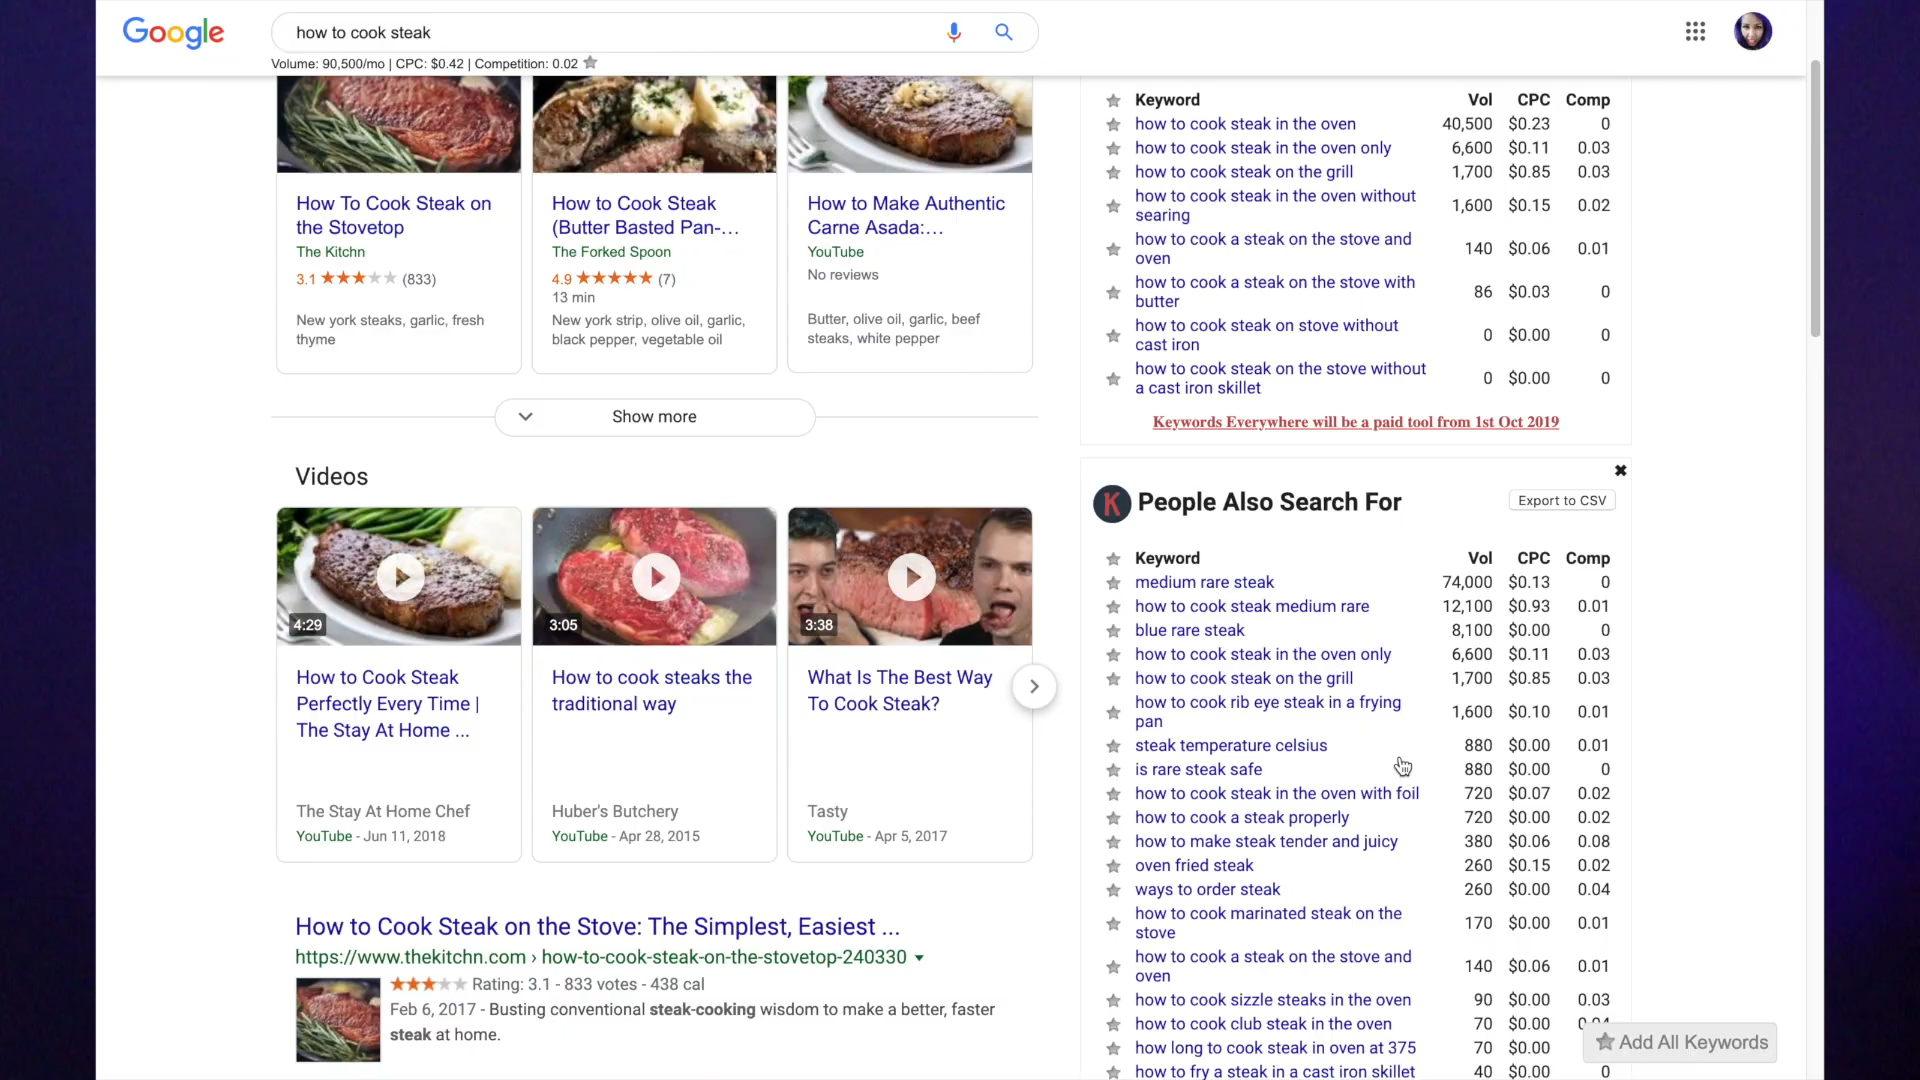 Google
how to cook steak
Volume: 90,500/mo | CPC: $0.42 | Competition: 0.02
How To Cook Steak on
the Stovetop
The Kitchn
3.1 (833)
New york steaks, garlic, fresh
thyme
How to Cook Steak
(Butter Basted Pan-...
The Forked Spoon
4.9 (7)
13 min
New york strip, olive oil, garlic,
black pepper, vegetable oil
How to Make Authentic
Carne Asada:...
YouTube
No reviews
Butter, olive oil, garlic, beef
steaks, white pepper
Show more
Videos
4:29
How to Cook Steak
Perfectly Every Time |
The Stay At Home ...
The Stay At Home Chef
YouTube - Jun 11, 2018
3:05
How to cook steaks the
traditional way
Huber's Butchery
YouTube - Apr 28, 2015
3:38
What Is The Best Way
To Cook Steak?
Tasty
YouTube - Apr 5, 2017
How to Cook Steak on the Stove: The Simplest, Easiest ...
https://www.thekitchn.com › how-to-cook-steak-on-the-stovetop-240330
Rating: 3.1 - 833 votes - 438 cal
Feb 6, 2017 - Busting conventional steak-cooking wisdom to make a better, faster
steak at home.
Keyword Vol CPC Comp
how to cook steak in the oven 40,500 $0.23 0
how to cook steak in the oven only 6,600 $0.11 0.03
how to cook steak on the grill 1,700 $0.85 0.03
how to cook steak in the oven without
searing 1,600 $0.15 0.02
how to cook a steak on the stove and
oven 140 $0.06 0.01
how to cook a steak on the stove with
butter 86 $0.03 0
how to cook steak on stove without
cast iron 0 $0.00 0
how to cook steak on the stove without
a cast iron skillet 0 $0.00 0
Keywords Everywhere will be a paid tool from 1st Oct 2019
K People Also Search For
Export to CSV
Keyword Vol CPC Comp
medium rare steak 74,000 $0.13 0
how to cook steak medium rare 12,100 $0.93 0.01
blue rare steak 8,100 $0.00 0
how to cook steak in the oven only 6,600 $0.11 0.03
how to cook steak on the grill 1,700 $0.85 0.03
how to cook rib eye steak in a frying
pan 1,600 $0.10 0.01
steak temperature celsius 880 $0.00 0.01
is rare steak safe 880 $0.00 0
how to cook steak in the oven with foil 720 $0.07 0.02
how to cook a steak properly 720 $0.00 0.02
how to make steak tender and juicy 380 $0.06 0.08
oven fried steak 260 $0.15 0.02
ways to order steak 260 $0.00 0.04
how to cook marinated steak on the
stove 170 $0.00 0.01
how to cook a steak on the stove and
oven 140 $0.06 0.01
how to cook sizzle steaks in the oven 90 $0.00 0.03
how to cook club steak in the oven 70 $0.00
how long to cook steak in oven at 375 70 $0.00
how to fry a steak in a cast iron skillet 40 $0.00 0
Add All Keywords